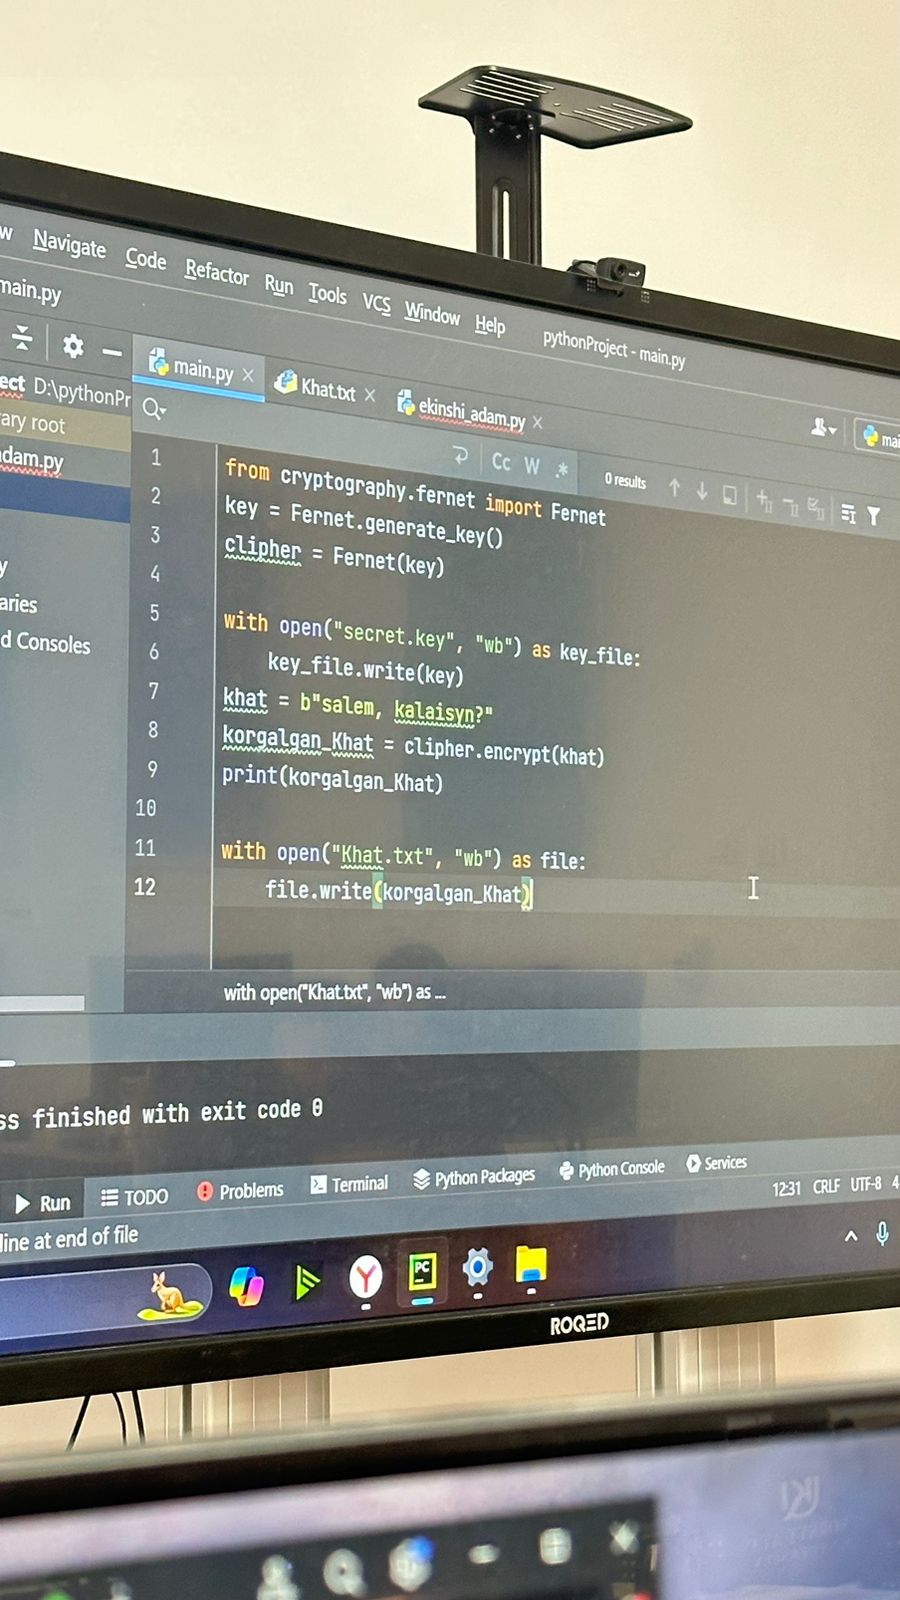 w Navigate Code Refactor Run Tools VCS Window Help pythonProject - main.py
main.py
ect D:\pythonPr
main.py Khat.txt ekinshi_adam.py
ary root
adam.py
mai
Cc W .* 0 results
1 from cryptography.fernet import Fernet
2 key = Fernet.generate_key()
3 clipher = Fernet(key)
4
5 with open("secret.key", "wb") as key_file:
6 key_file.write(key)
7 khat = b"salem, kalaisyn?"
8 korgalgan_Khat = clipher.encrypt(khat)
9 print(korgalgan_Khat)
10
11 with open("Khat.txt", "wb") as file:
12 file.write(korgalgan_Khat)
y
aries
d Consoles
with open("Khat.txt", "wb") as ...
ss finished with exit code 0
Run TODO Problems Terminal Python Packages Python Console Services
line at end of file
12:31 CRLF UTF-8 4
PC
ROQED